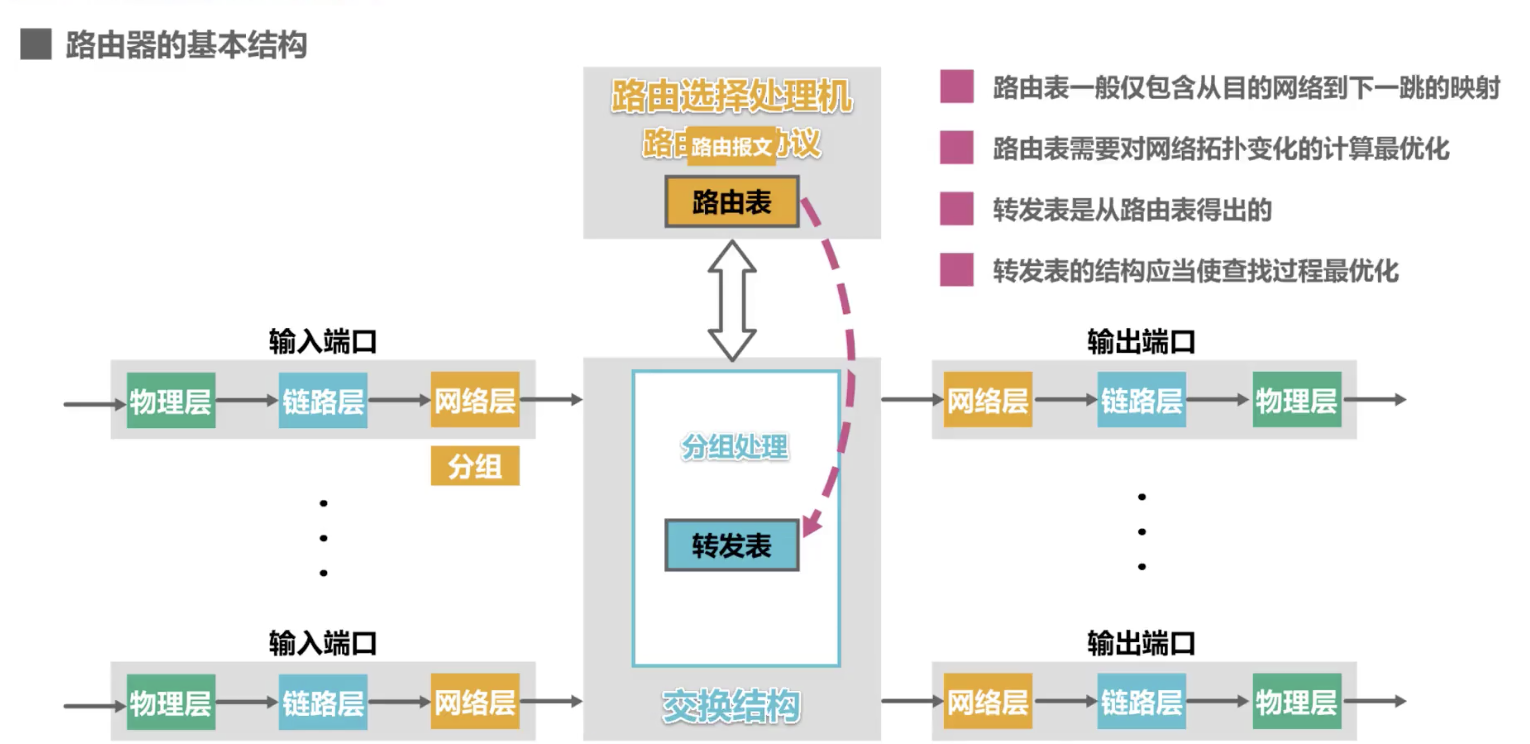 路由器的基本结构
路由选择处理机
路由 协议
路由报文
路由表
路由表一般仅包含从目的网络到下一跳的映射
路由表需要对网络拓扑变化的计算最优化
转发表是从路由表得出的
转发表的结构应当使查找过程最优化
输入端口
物理层 链路层 网络层
分组
分组处理
转发表
交换结构
输出端口
网络层 链路层 物理层
输入端口
物理层 链路层 网络层
输出端口
网络层 链路层 物理层